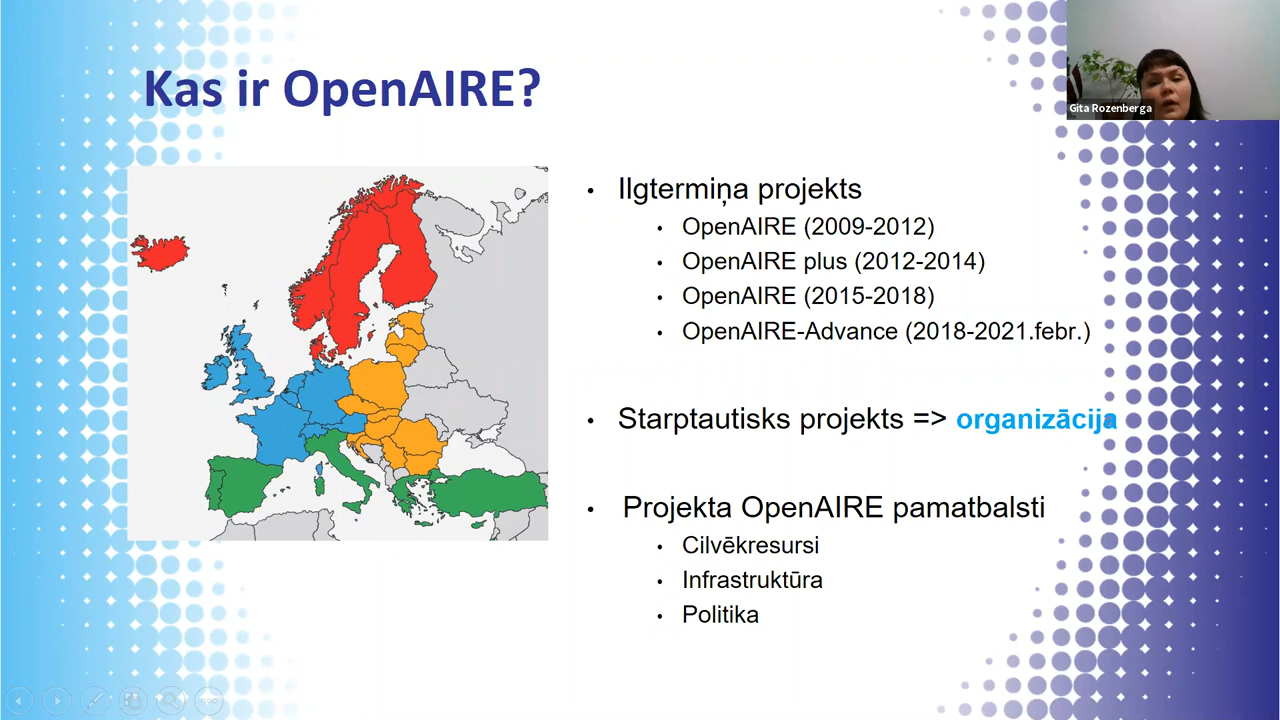 Kas ir OpenAIRE?
Gita Rozenberga
• Ilgtermiņa projekts
• OpenAIRE (2009-2012)
• OpenAIRE plus (2012-2014)
• OpenAIRE (2015-2018)
• OpenAIRE-Advance (2018-2021.febr.)
• Starptautisks projekts => organizācija
• Projekta OpenAIRE pamatbalsti
• Cilvēkresursi
• Infrastruktūra
• Politika